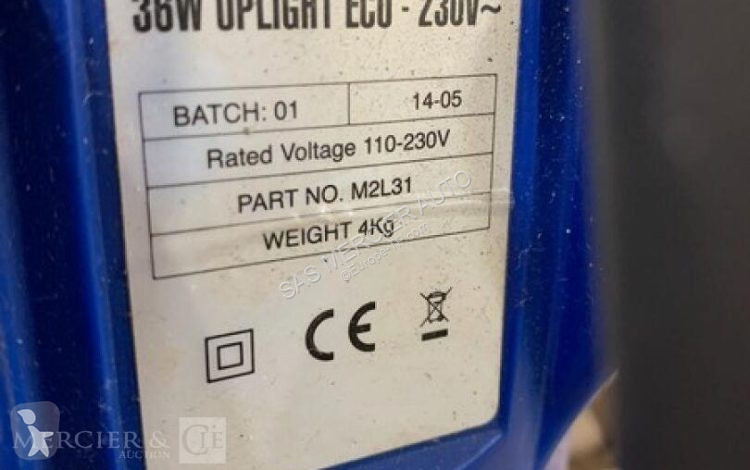 36W UPLIGHT ECO - 230V~
BATCH: 01 14-05
Rated Voltage 110-230V
PART NO. M2L31
WEIGHT 4Kg
SAS MERCIER AUTO
CE
MERCIER & CIE
AUCTION